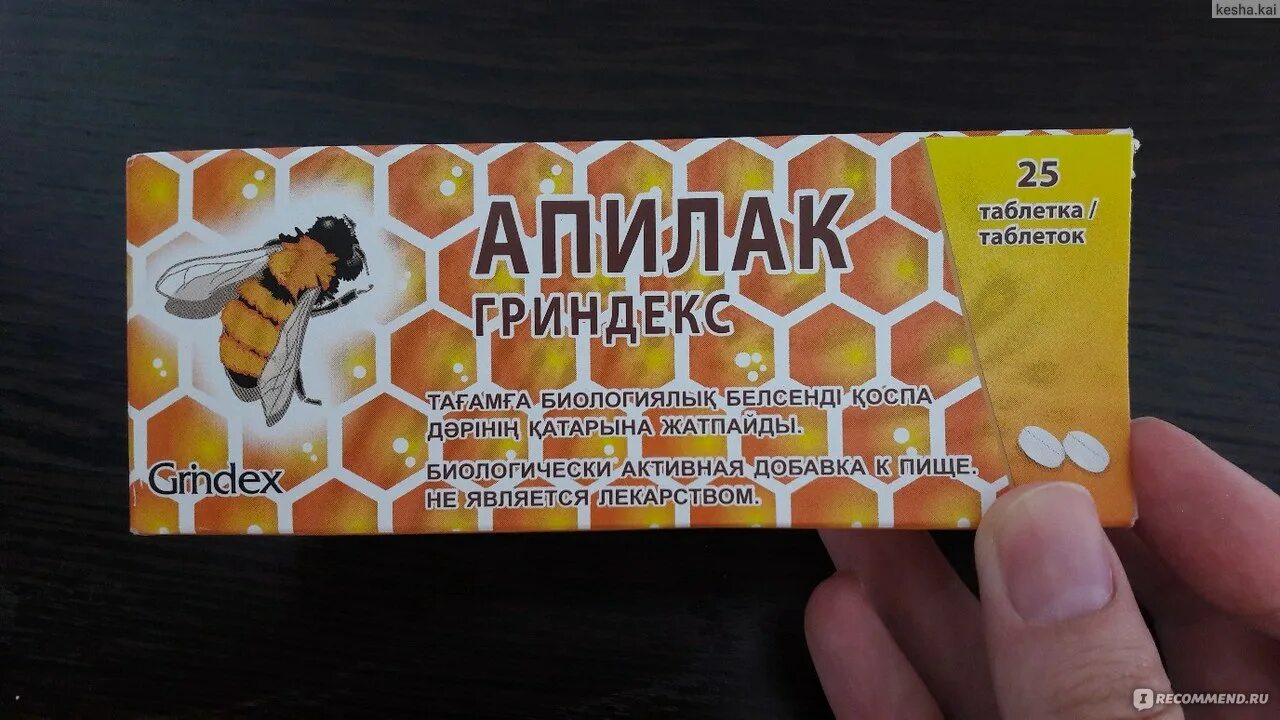 kesha.kai
АПИЛАК
ГРИНДЕКС
25
таблетка /
таблеток
ТАҒАМҒА БИОЛОГИЯЛЫҚ БЕЛСЕНДІ ҚОСПА
ДӘРІНІҢ ҚАТАРЫНА ЖАТПАЙДЫ.
БИОЛОГИЧЕСКИ АКТИВНАЯ ДОБАВКА К ПИЩЕ.
НЕ ЯВЛЯЕТСЯ ЛЕКАРСТВОМ.
Grindex
IRECOMMEND.RU